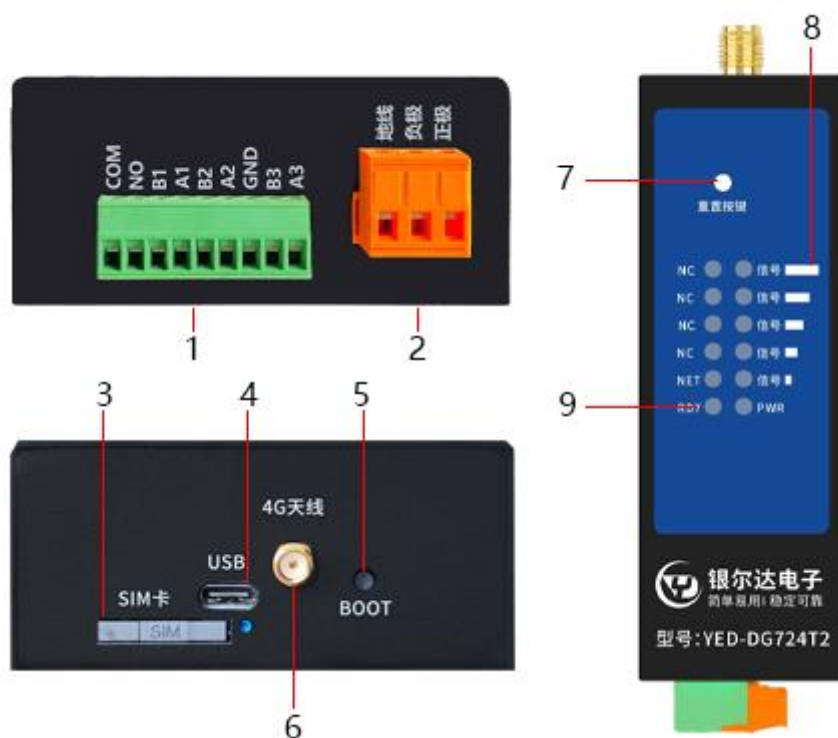 COM
NO
B1
A1
B2
A2
GND
B3
A3
地线
负极
正极
1
2
3
4
5
4G天线
USB
SIM卡
SIM
BOOT
6
8
7
重置按键
NC 信号
NC 信号
NC 信号
NC 信号
NET 信号
9
RDY PWR
银尔达电子
简单易用!稳定可靠
型号:YED-DG724T2